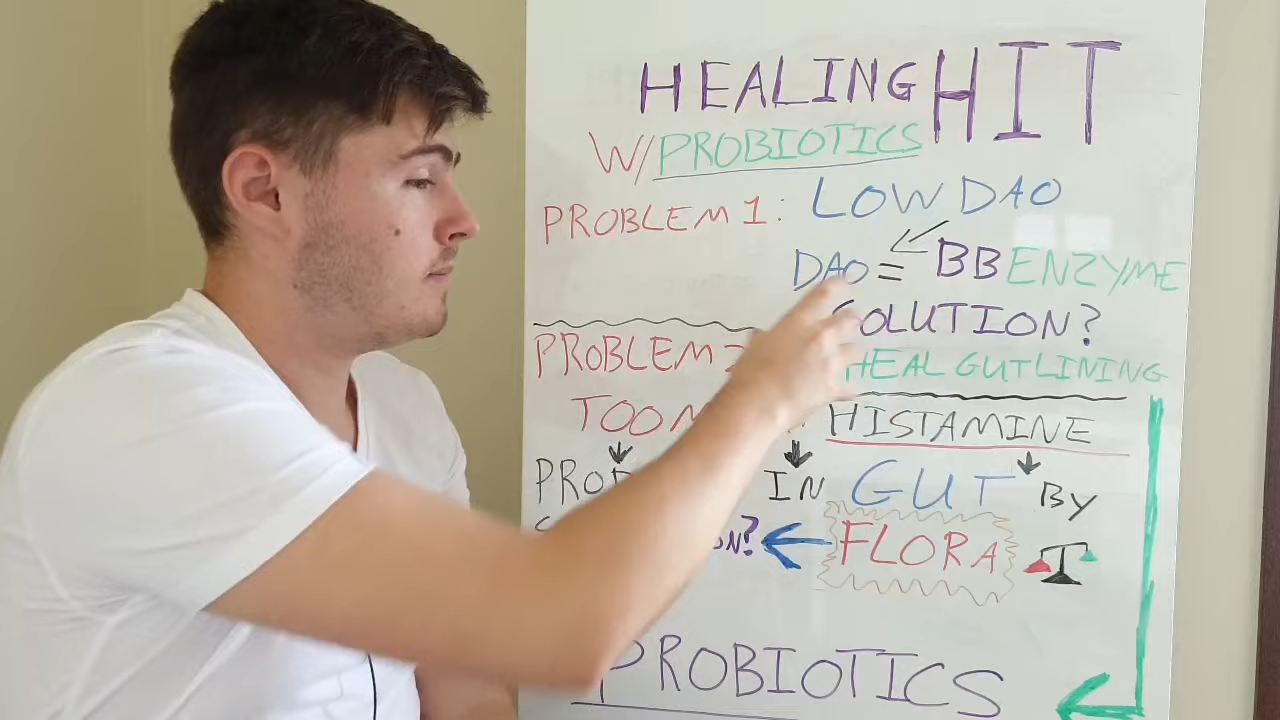 HEALING HIT
W/PROBIOTICS
PROBLEM 1: LOW DAO
DAO = BB ENZYME
SOLUTION?
PROBLEM
HEAL GUT LINING
TOO HISTAMINE
IN GUT BY
FLORA
PROBIOTICS